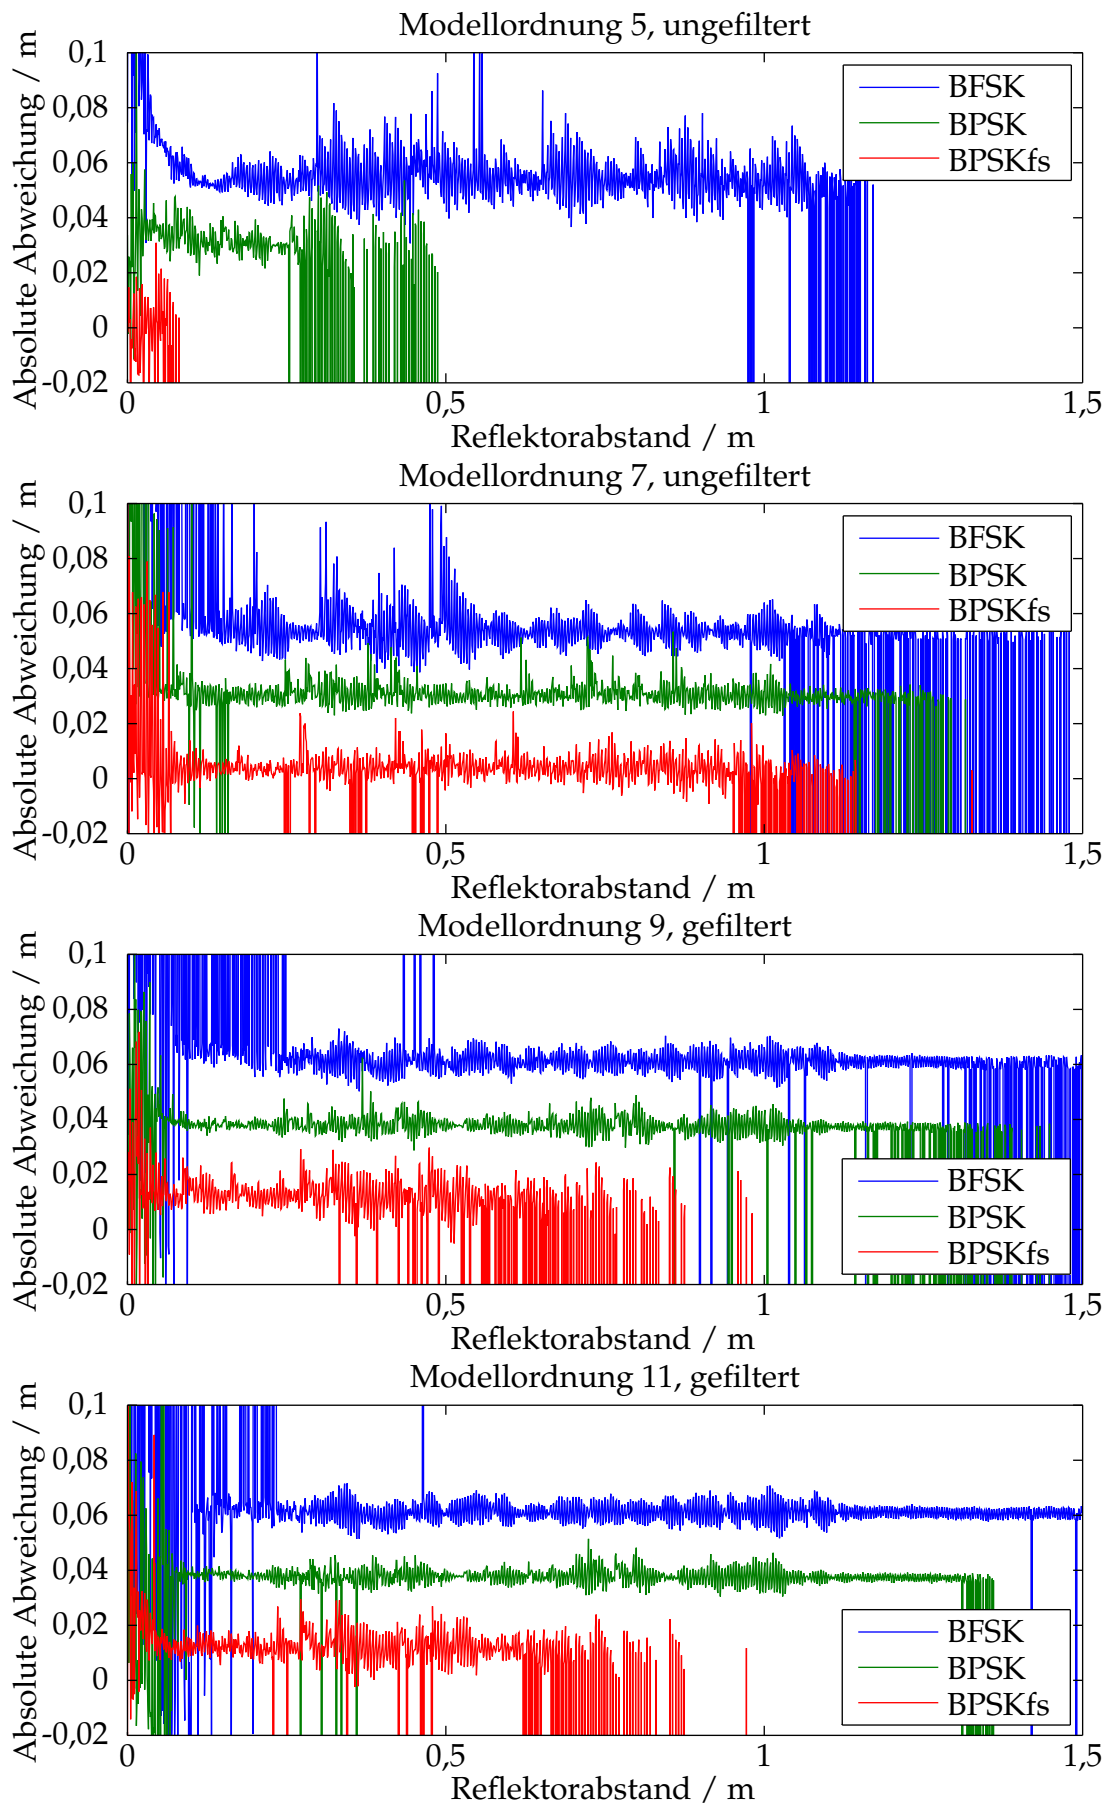 Modellordnung 5, ungefiltert
Absolute Abweichung / m
0,1
0,08
0,06
0,04
0,02
0
-0,02
BFSK
BPSK
BPSKfs
0 0,5 1 1,5
Reflektorabstand / m
Modellordnung 7, ungefiltert
Absolute Abweichung / m
0,1
0,08
0,06
0,04
0,02
0
-0,02
BFSK
BPSK
BPSKfs
0 0,5 1 1,5
Reflektorabstand / m
Modellordnung 9, gefiltert
Absolute Abweichung / m
0,1
0,08
0,06
0,04
0,02
0
-0,02
BFSK
BPSK
BPSKfs
0 0,5 1 1,5
Reflektorabstand / m
Modellordnung 11, gefiltert
Absolute Abweichung / m
0,1
0,08
0,06
0,04
0,02
0
-0,02
BFSK
BPSK
BPSKfs
0 0,5 1 1,5
Reflektorabstand / m